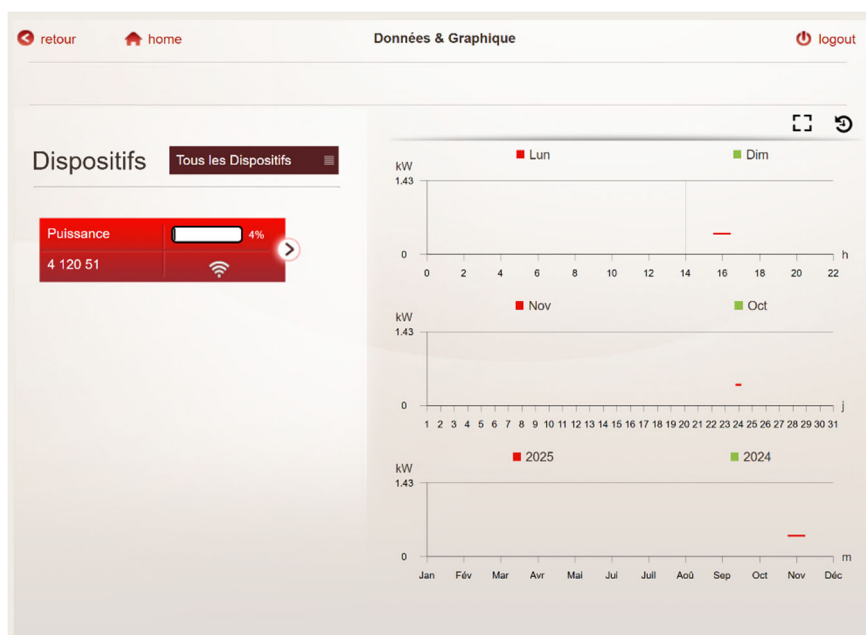 retour home Données & Graphique logout
Dispositifs Tous les Dispositifs
Puissance 4%
4 120 51
Lun Dim
kW
1.43
0 h
0 2 4 6 8 10 12 14 16 18 20 22
Nov Oct
kW
1.43
0 j
1 2 3 4 5 6 7 8 9 10 11 12 13 14 15 16 17 18 19 20 21 22 23 24 25 26 27 28 29 30 31
2025 2024
kW
1.43
0 m
Jan Fév Mar Avr Mai Jui Juil Aoû Sep Oct Nov Déc